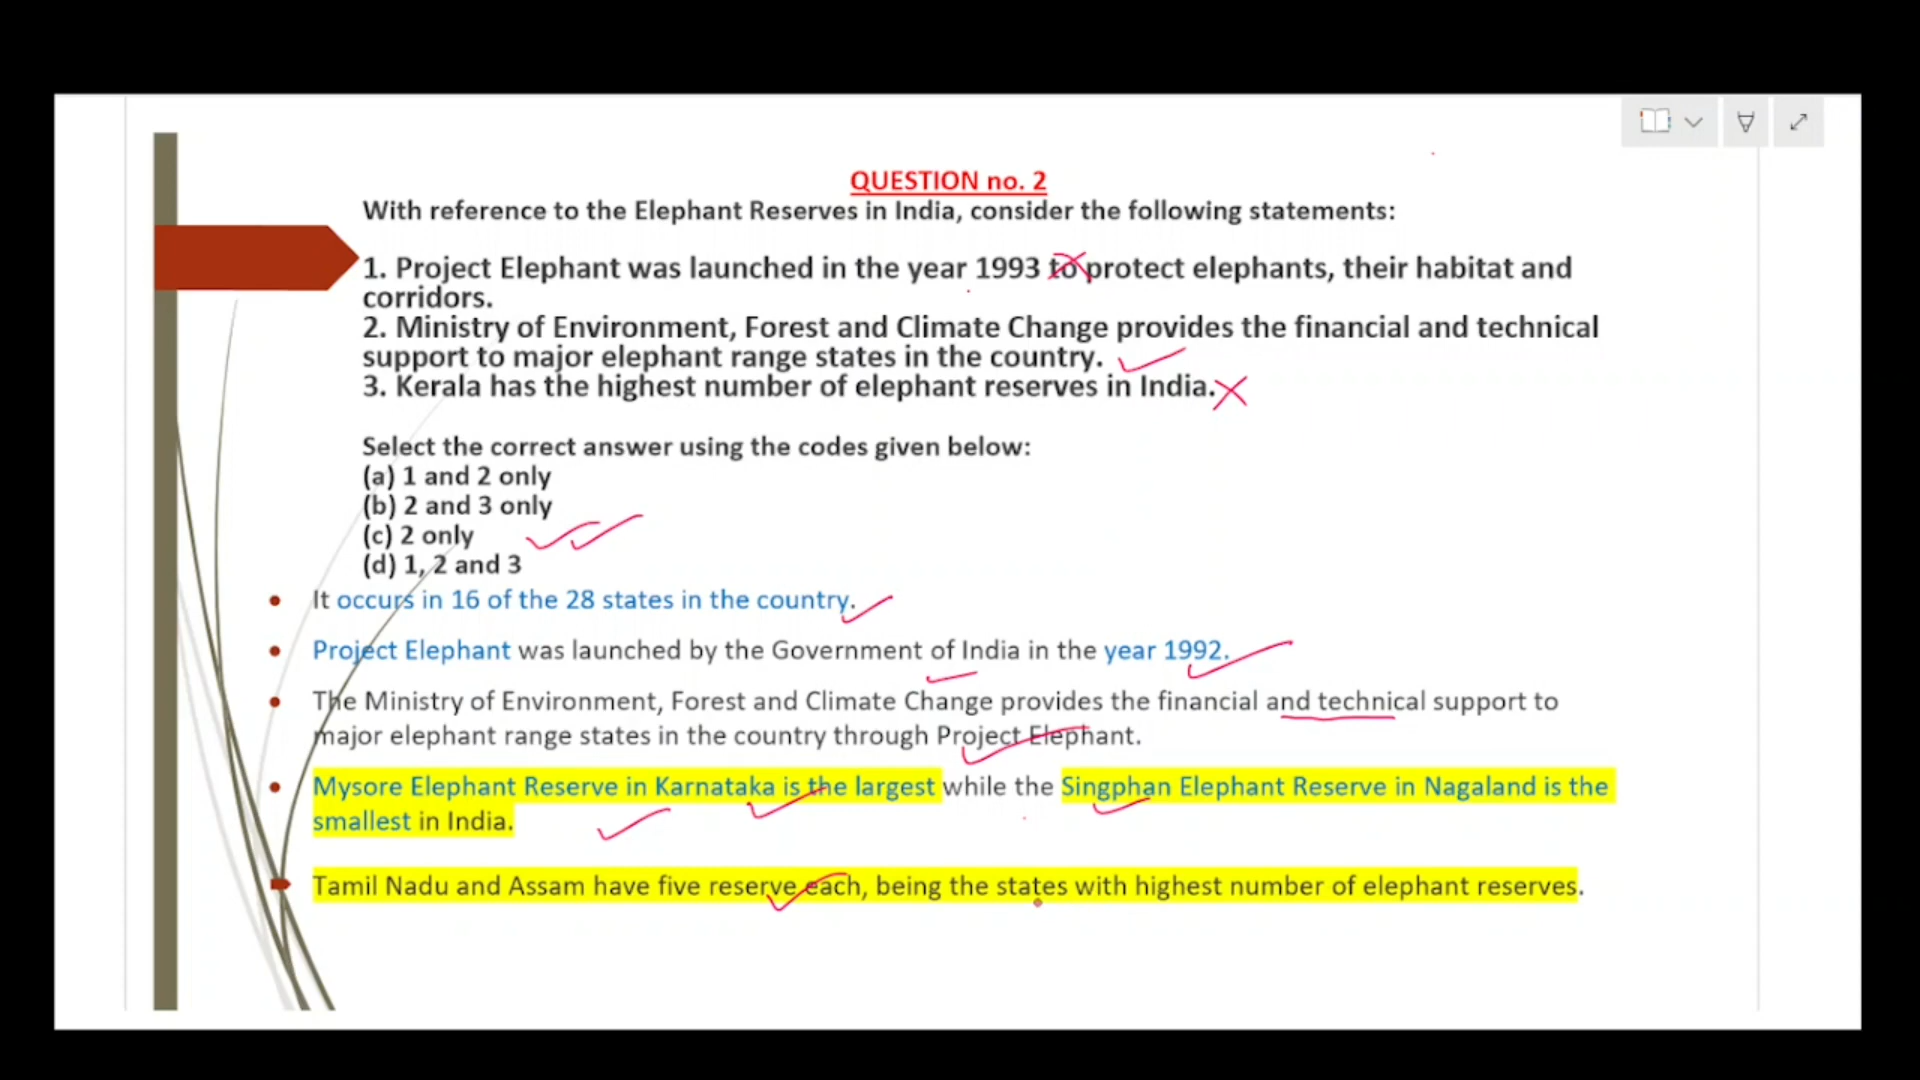 QUESTION no. 2
With reference to the Elephant Reserves in India, consider the following statements:
1. Project Elephant was launched in the year 1993 to protect elephants, their habitat and
corridors.
2. Ministry of Environment, Forest and Climate Change provides the financial and technical
support to major elephant range states in the country.
3. Kerala has the highest number of elephant reserves in India.
Select the correct answer using the codes given below:
(a) 1 and 2 only
(b) 2 and 3 only
(c) 2 only
(d) 1, 2 and 3
It occurs in 16 of the 28 states in the country.
Project Elephant was launched by the Government of India in the year 1992.
The Ministry of Environment, Forest and Climate Change provides the financial and technical support to
major elephant range states in the country through Project Elephant.
Mysore Elephant Reserve in Karnataka is the largest while the Singphan Elephant Reserve in Nagaland is the
smallest in India.
Tamil Nadu and Assam have five reserve each, being the states with highest number of elephant reserves.